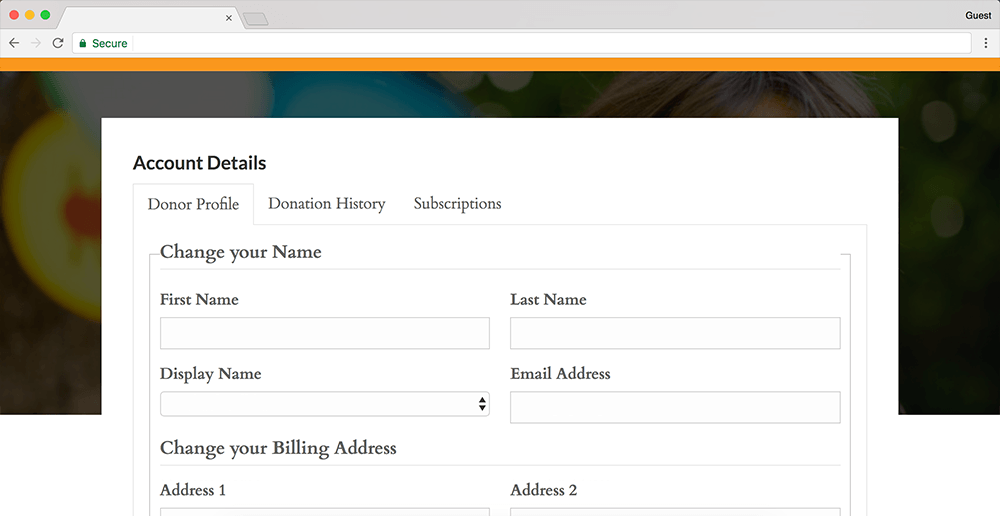 Guest
Secure
Account Details
Donor Profile Donation History Subscriptions
Change your Name
First Name Last Name
Display Name Email Address
Change your Billing Address
Address 1 Address 2